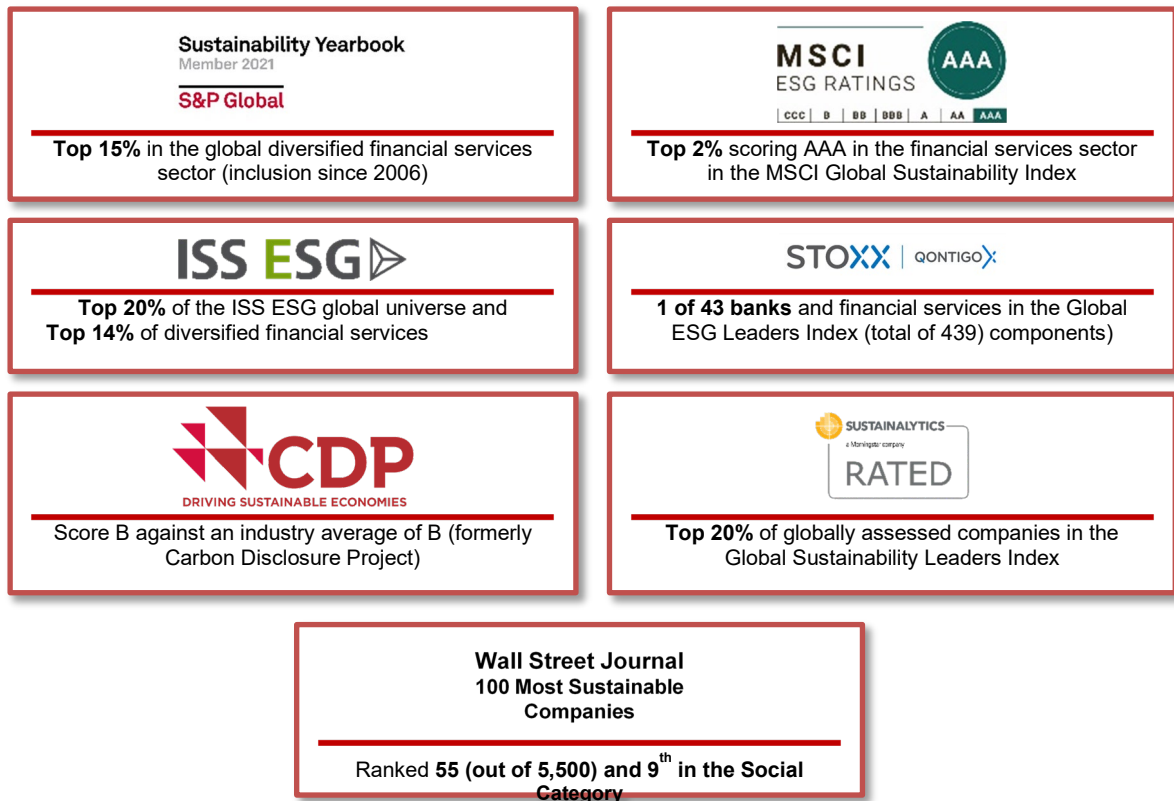 Sustainability Yearbook
Member 2021
S&P Global
Top 15% in the global diversified financial services
sector (inclusion since 2006)
MSCI
ESG RATINGS
AAA
CCC B BB BBB A AA AAA
Top 2% scoring AAA in the financial services sector
in the MSCI Global Sustainability Index
ISS ESG
Top 20% of the ISS ESG global universe and
Top 14% of diversified financial services
STOXX | QONTIGO
1 of 43 banks and financial services in the Global
ESG Leaders Index (total of 439) components)
CDP
DRIVING SUSTAINABLE ECONOMIES
Score B against an industry average of B (formerly
Carbon Disclosure Project)
SUSTAINALYTICS
a Morningstar company
RATED
Top 20% of globally assessed companies in the
Global Sustainability Leaders Index
Wall Street Journal
100 Most Sustainable
Companies
Ranked 55 (out of 5,500) and 9th in the Social
Category